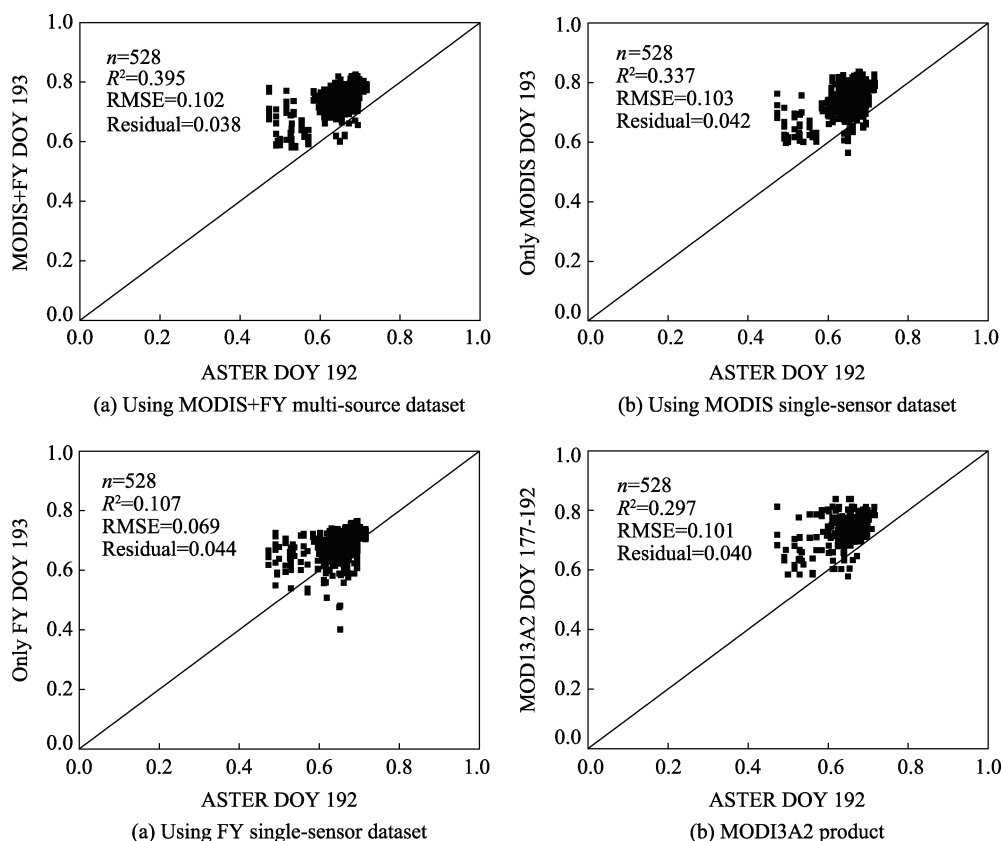 1.0
0.8
0.6
0.4
0.2
0.0
MODIS+FY DOY 193
n=528
R²=0.395
RMSE=0.102
Residual=0.038
0.0 0.2 0.4 0.6 0.8 1.0
ASTER DOY 192
(a) Using MODIS+FY multi-source dataset
1.0
0.8
0.6
0.4
0.2
0.0
Only MODIS DOY 193
n=528
R²=0.337
RMSE=0.103
Residual=0.042
0.0 0.2 0.4 0.6 0.8 1.0
ASTER DOY 192
(b) Using MODIS single-sensor dataset
1.0
0.8
0.6
0.4
0.2
0.0
Only FY DOY 193
n=528
R²=0.107
RMSE=0.069
Residual=0.044
0.0 0.2 0.4 0.6 0.8 1.0
ASTER DOY 192
(a) Using FY single-sensor dataset
1.0
0.8
0.6
0.4
0.2
0.0
MOD13A2 DOY 177-192
n=528
R²=0.297
RMSE=0.101
Residual=0.040
0.0 0.2 0.4 0.6 0.8 1.0
ASTER DOY 192
(b) MODI3A2 product